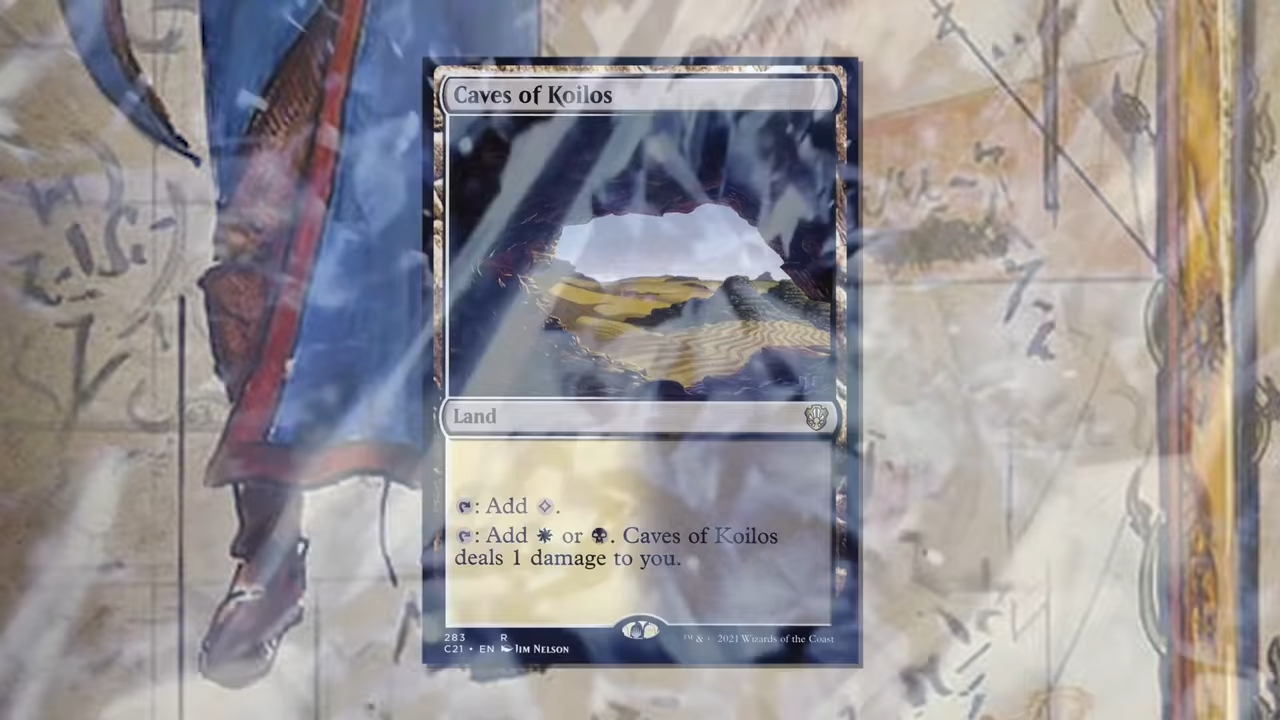 Caves of Koilos
Land
: Add .
: Add or . Caves of Koilos
deals 1 damage to you.
283 R
C21 • EN Jim Nelson
™ & © 2021 Wizards of the Coast